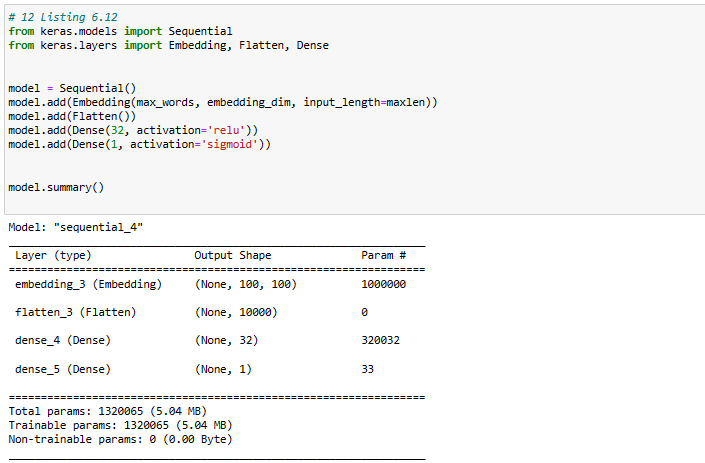 # 12 Listing 6.12
from keras.models import Sequential
from keras.layers import Embedding, Flatten, Dense
model = Sequential()
model.add(Embedding(max_words, embedding_dim, input_length=maxlen))
model.add(Flatten())
model.add(Dense(32, activation='relu'))
model.add(Dense(1, activation='sigmoid'))
model.summary()
Model: "sequential_4"
_________________________________________________________________
Layer (type) Output Shape Param #
=================================================================
embedding_3 (Embedding) (None, 100, 100) 1000000
flatten_3 (Flatten) (None, 10000) 0
dense_4 (Dense) (None, 32) 320032
dense_5 (Dense) (None, 1) 33
=================================================================
Total params: 1320065 (5.04 MB)
Trainable params: 1320065 (5.04 MB)
Non-trainable params: 0 (0.00 Byte)
_________________________________________________________________